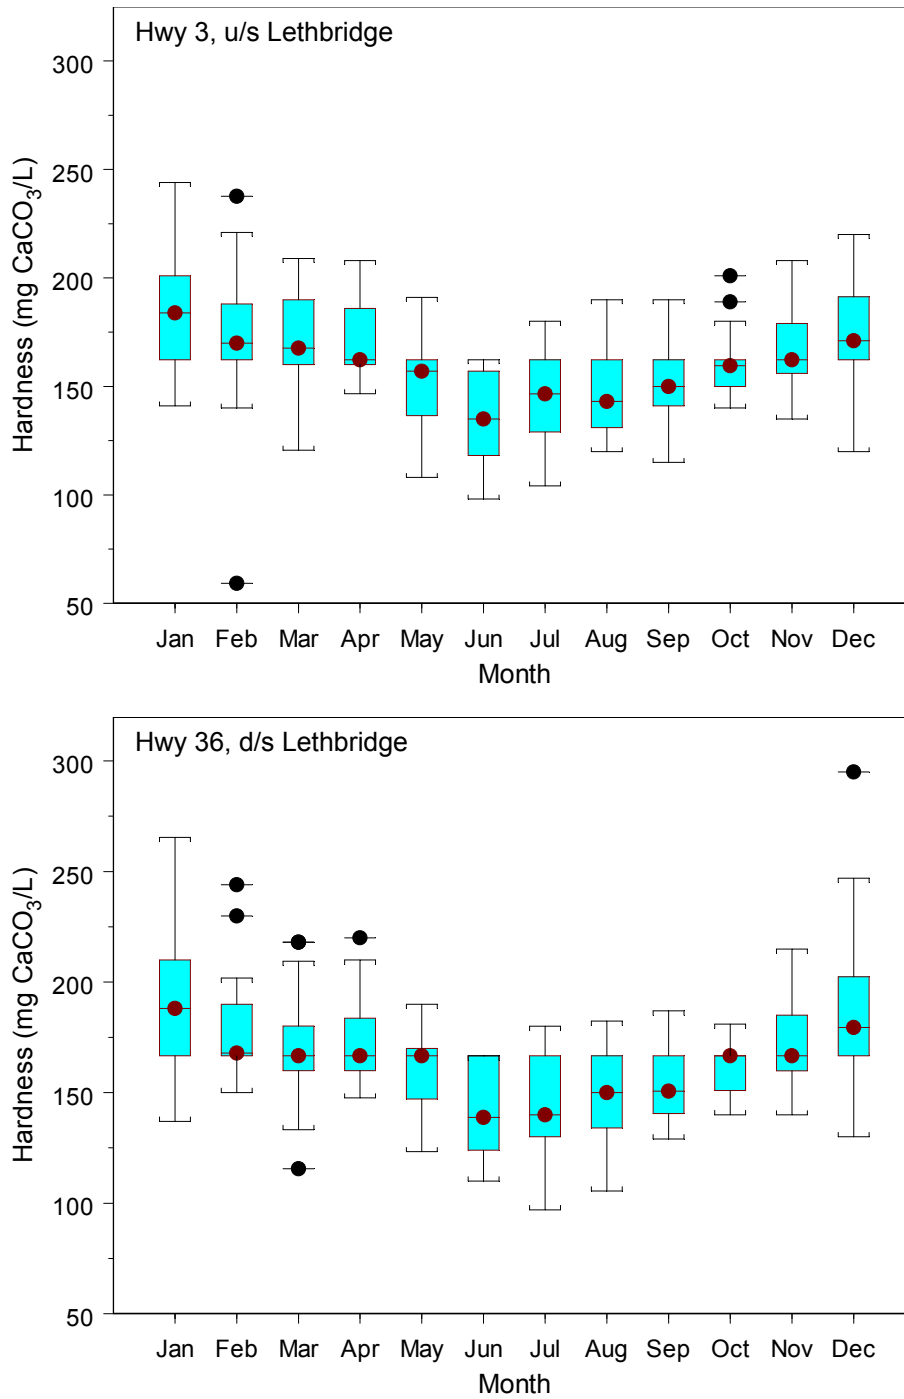 Hwy 3, u/s Lethbridge
Hardness (mg CaCO3/L)
300
250
200
150
100
50
Jan Feb Mar Apr May Jun Jul Aug Sep Oct Nov Dec
Month
Hwy 36, d/s Lethbridge
Hardness (mg CaCO3/L)
300
250
200
150
100
50
Jan Feb Mar Apr May Jun Jul Aug Sep Oct Nov Dec
Month